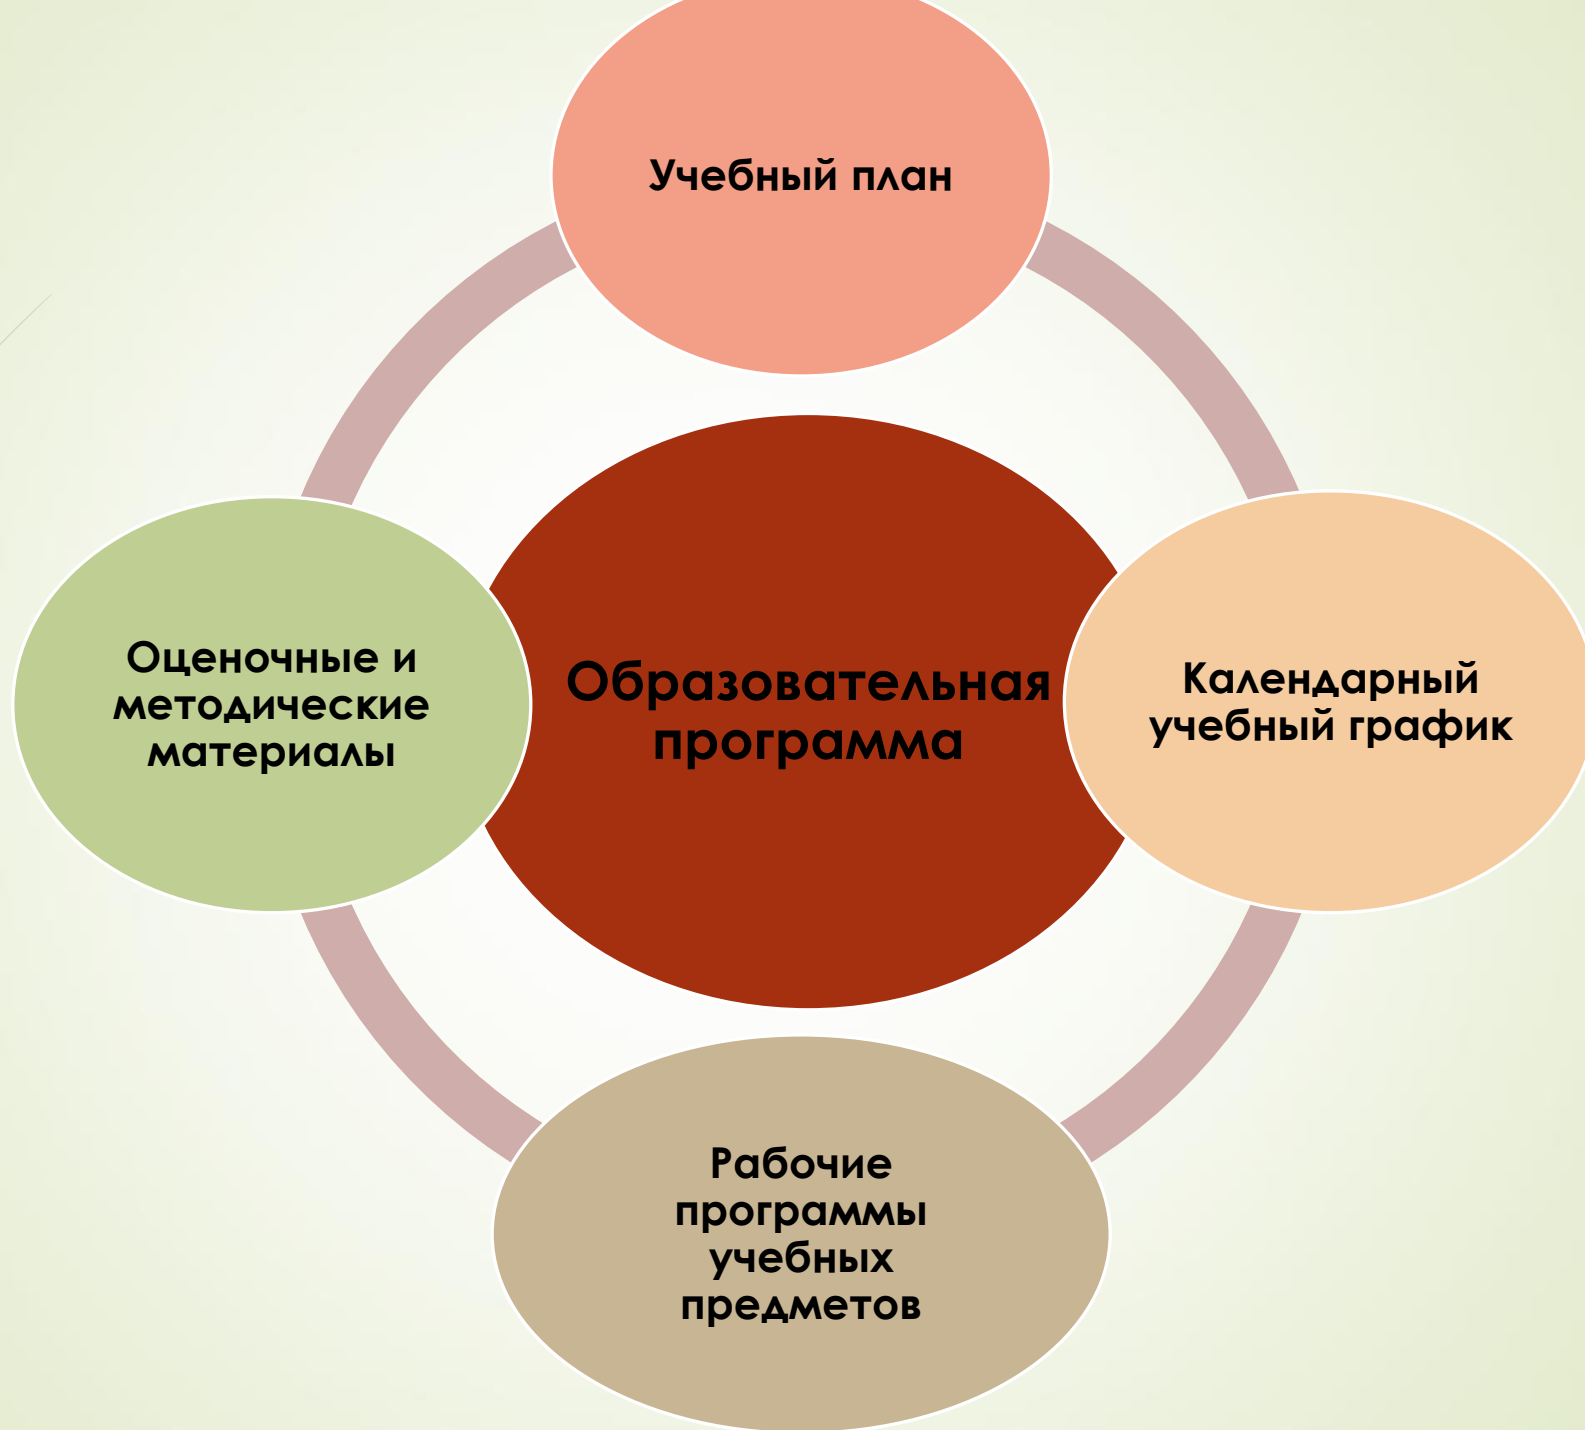 Учебный план
Оценочные и
методические
материалы
Образовательная
программа
Календарный
учебный график
Рабочие
программы
учебных
предметов